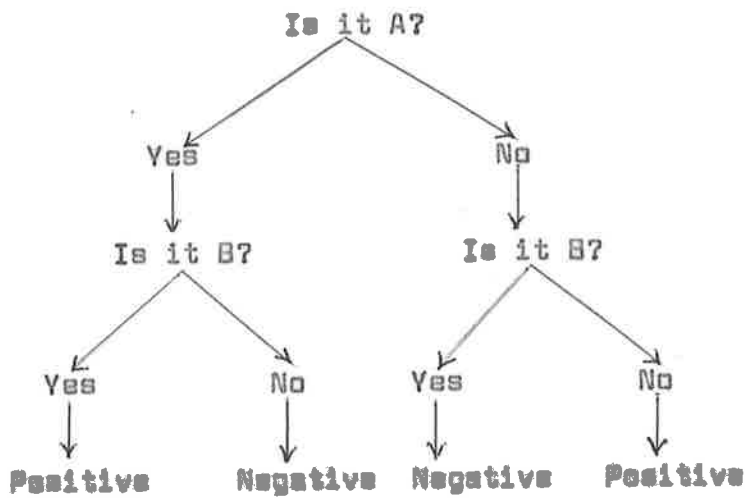 Is it A?
Yes No
Is it B? Is it B?
Yes No Yes No
Positive Negative Negative Positive